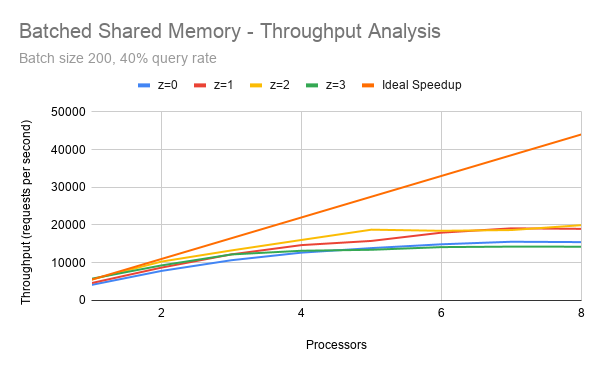 Batched Shared Memory - Throughput Analysis
Batch size 200, 40% query rate
z=0 z=1 z=2 z=3 Ideal Speedup
Throughput (requests per second)
50000
40000
30000
20000
10000
0
2 4 6 8
Processors